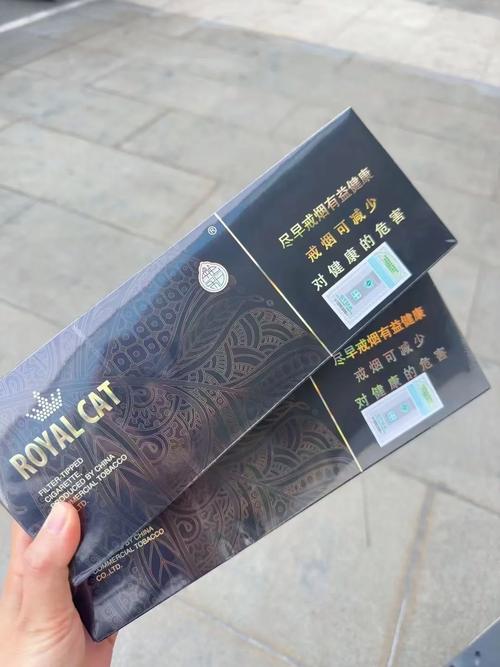 尽早戒烟有益健康
戒烟可减少
对健康的危害
®
ROYAL CAT
FILTER-TIPPED
CIGARETTE,
PRODUCED BY CHINA
COMMERCIAL TOBACCO
CO.,LTD.
尽早戒烟有益健康
戒烟可减少
对健康的危害
BY CHINA
COMMERCIAL TOBACCO
CO.,LTD.